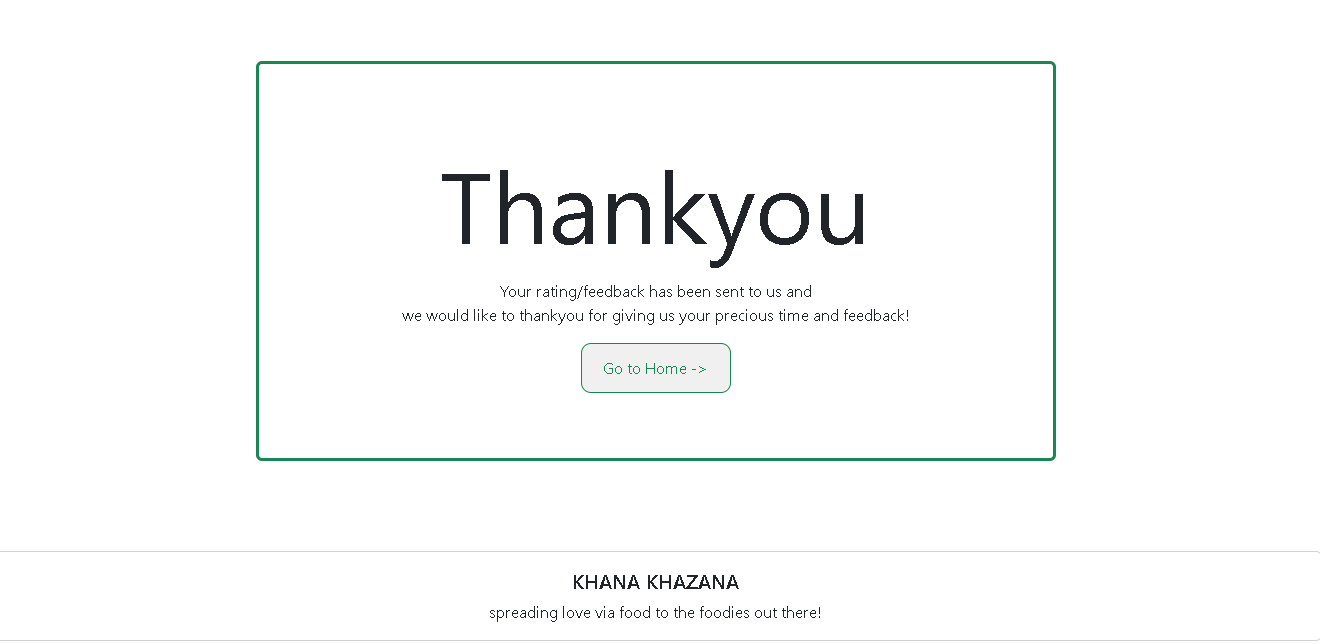 Thankyou
Your rating/feedback has been sent to us and
we would like to thankyou for giving us your precious time and feedback!
Go to Home ->
KHANA KHAZANA
spreading love via food to the foodies out there!